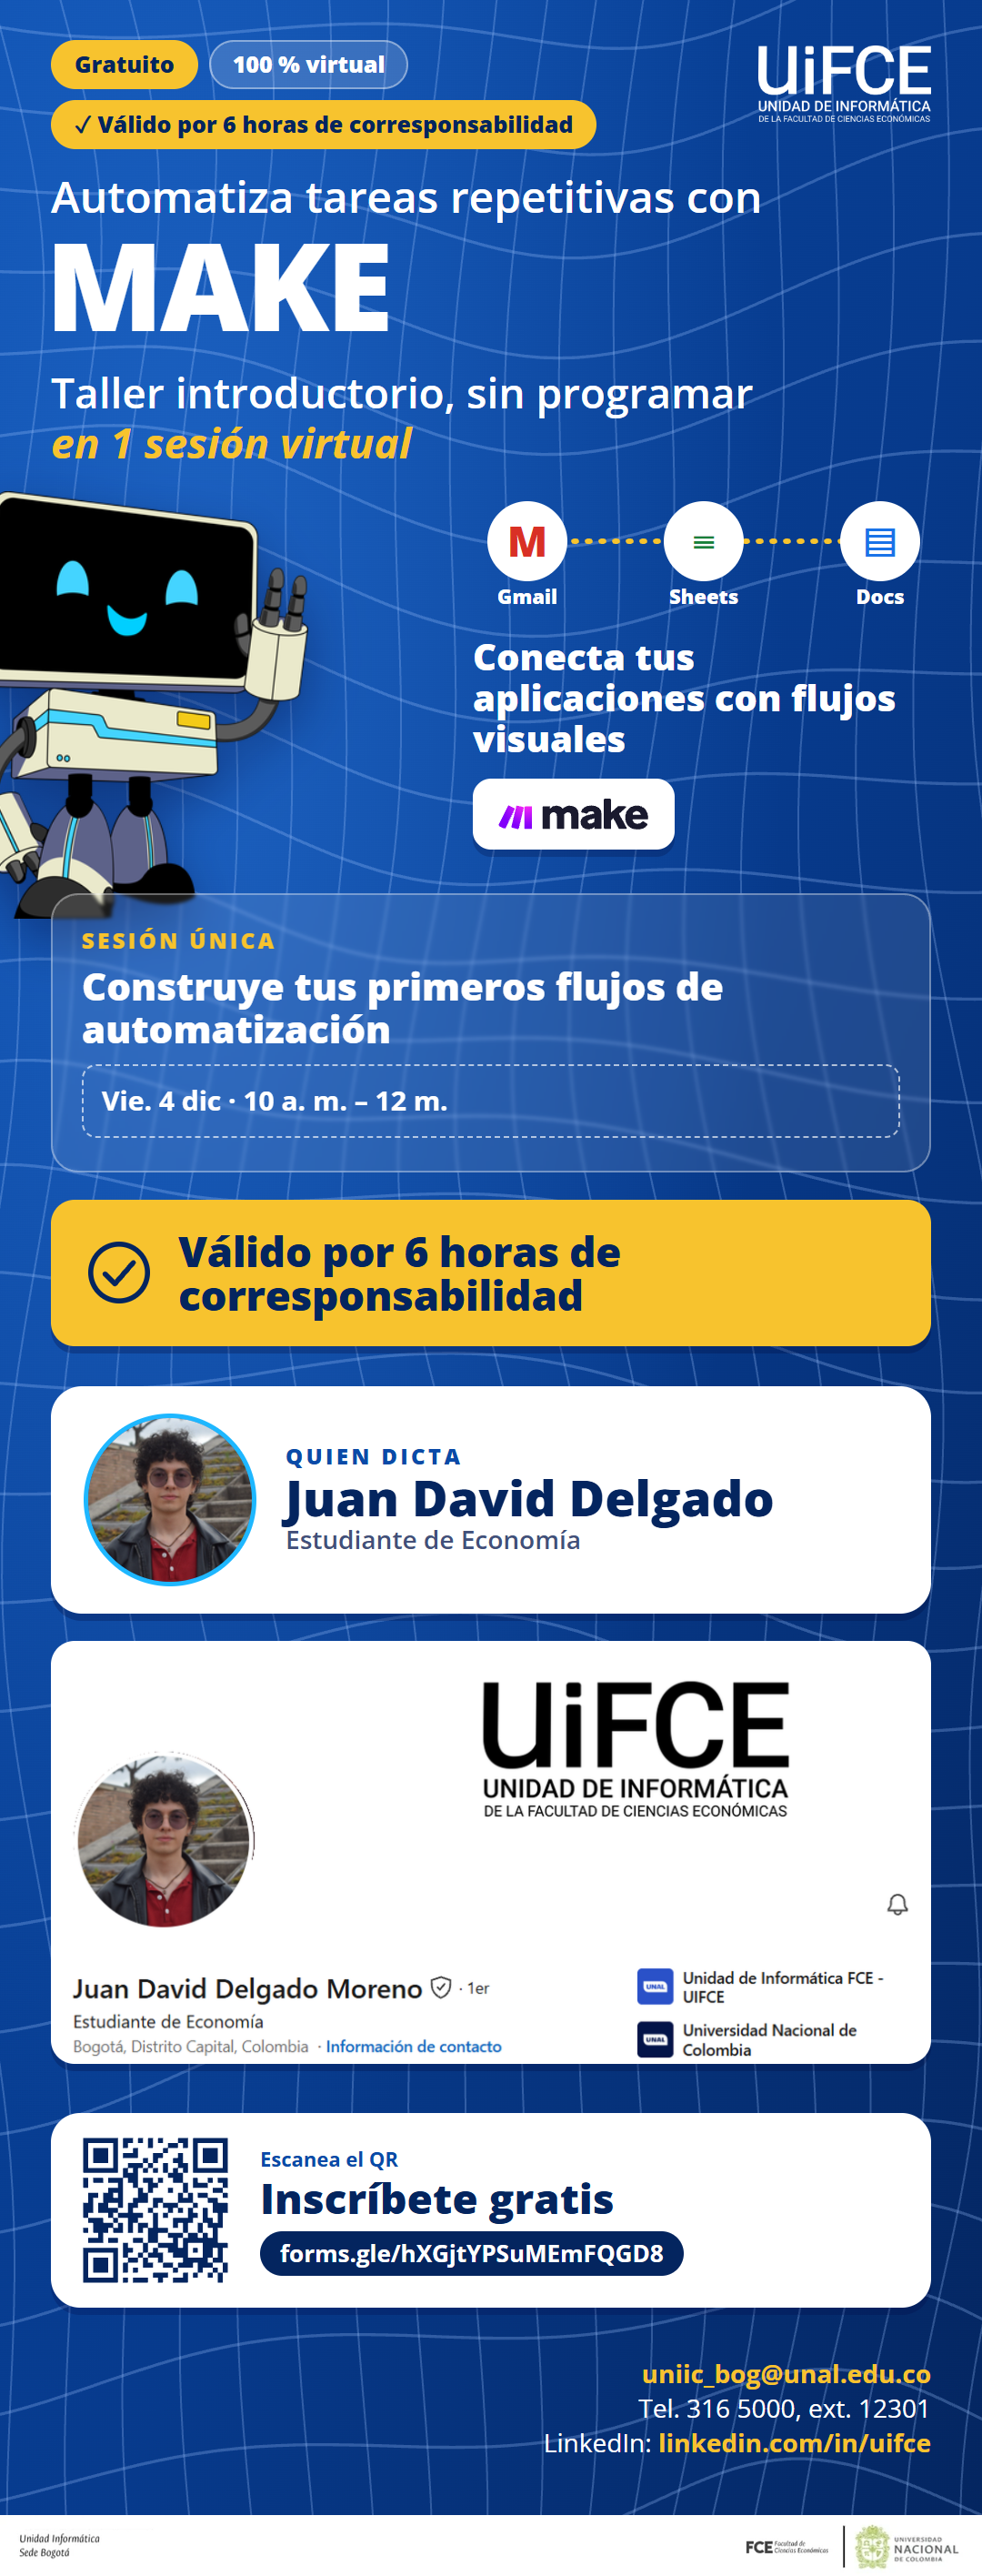 Gratuito
100 % virtual
✓ Válido por 6 horas de corresponsabilidad
UiFCE
UNIDAD DE INFORMÁTICA
DE LA FACULTAD DE CIENCIAS ECONÓMICAS
Automatiza tareas repetitivas con
MAKE
Taller introductorio, sin programar
en 1 sesión virtual
M
Gmail
Sheets
Docs
Conecta tus
aplicaciones con flujos
visuales
make
SESIÓN ÚNICA
Construye tus primeros flujos de
automatización
Vie. 4 dic · 10 a. m. – 12 m.
Válido por 6 horas de
corresponsabilidad
QUIEN DICTA
Juan David Delgado
Estudiante de Economía
UiFCE
UNIDAD DE INFORMÁTICA
DE LA FACULTAD DE CIENCIAS ECONÓMICAS
Juan David Delgado Moreno · 1er
Estudiante de Economía
Bogotá, Distrito Capital, Colombia · Información de contacto
UNAL
Unidad de Informática FCE -
UIFCE
UNAL
Universidad Nacional de
Colombia
Escanea el QR
Inscríbete gratis
forms.gle/hXGjtYPSuMEmFQGD8
uniic_bog@unal.edu.co
Tel. 316 5000, ext. 12301
LinkedIn: linkedin.com/in/uifce
Unidad Informática
Sede Bogotá
FCE Facultad de
Ciencias Económicas
UNIVERSIDAD
NACIONAL
DE COLOMBIA